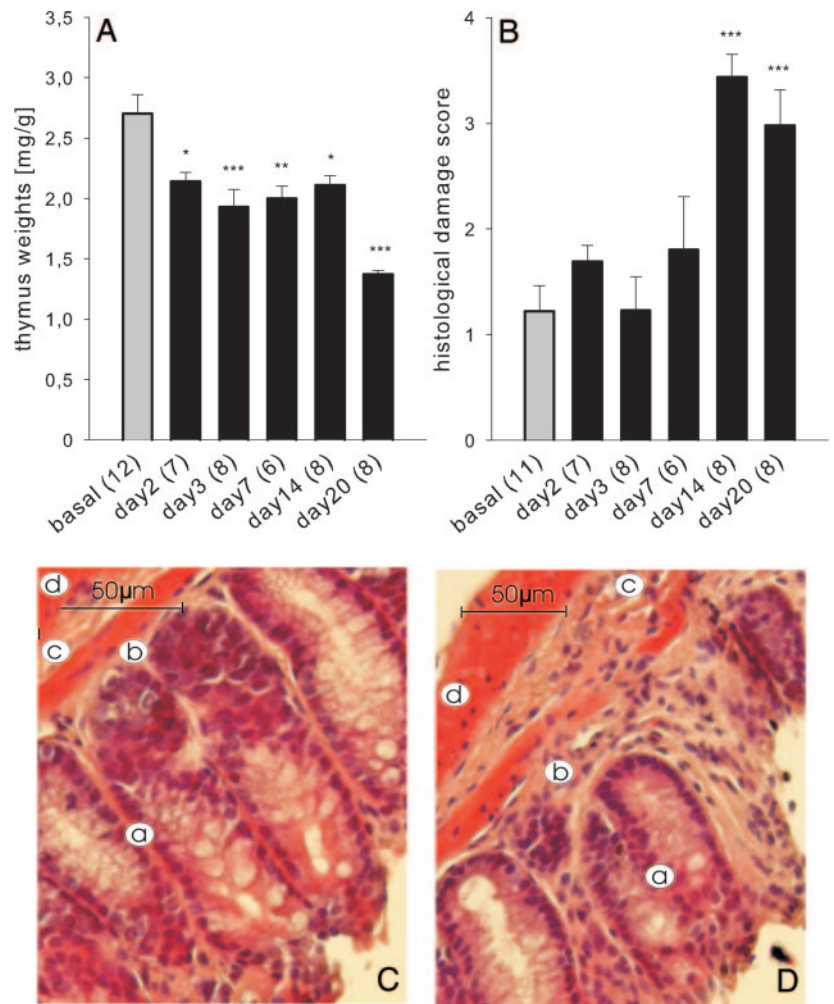 A
thymus weights [mg/g]
3,5
3,0
2,5
2,0
1,5
1,0
0,5
0
*
***
**
*
***
basal (12)
day2 (7)
day3 (8)
day7 (6)
day14 (8)
day20 (8)
B
histological damage score
4
3
2
1
0
***
***
basal (11)
day2 (7)
day3 (8)
day7 (6)
day14 (8)
day20 (8)
d
50µm
c
b
a
C
c
50µm
d
b
a
D